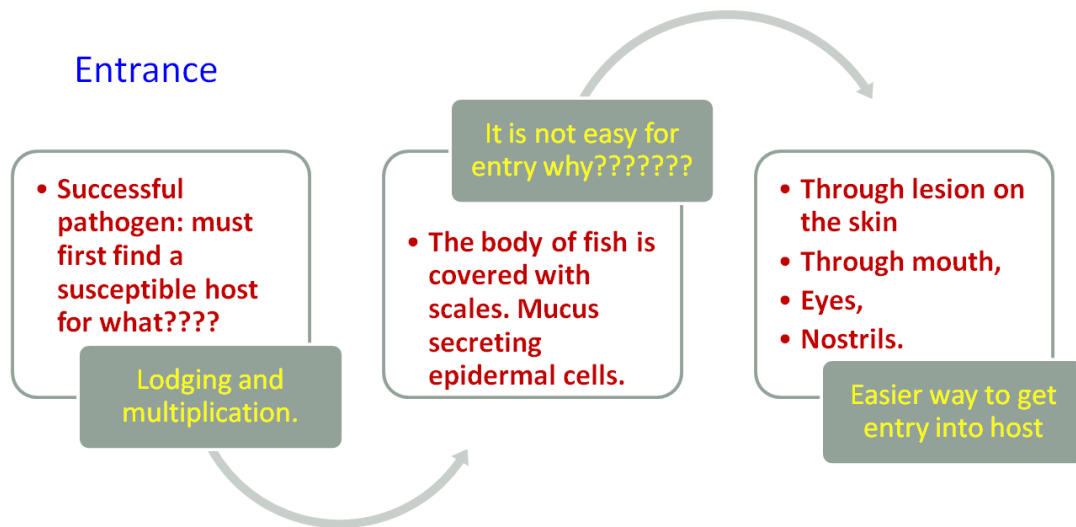 Entrance
• Successful
pathogen: must
first find a
susceptible host
for what????
Lodging and
multiplication.
It is not easy for
entry why???????
• The body of fish is
covered with
scales. Mucus
secreting
epidermal cells.
• Through lesion on
the skin
• Through mouth,
• Eyes,
• Nostrils.
Easier way to get
entry into host